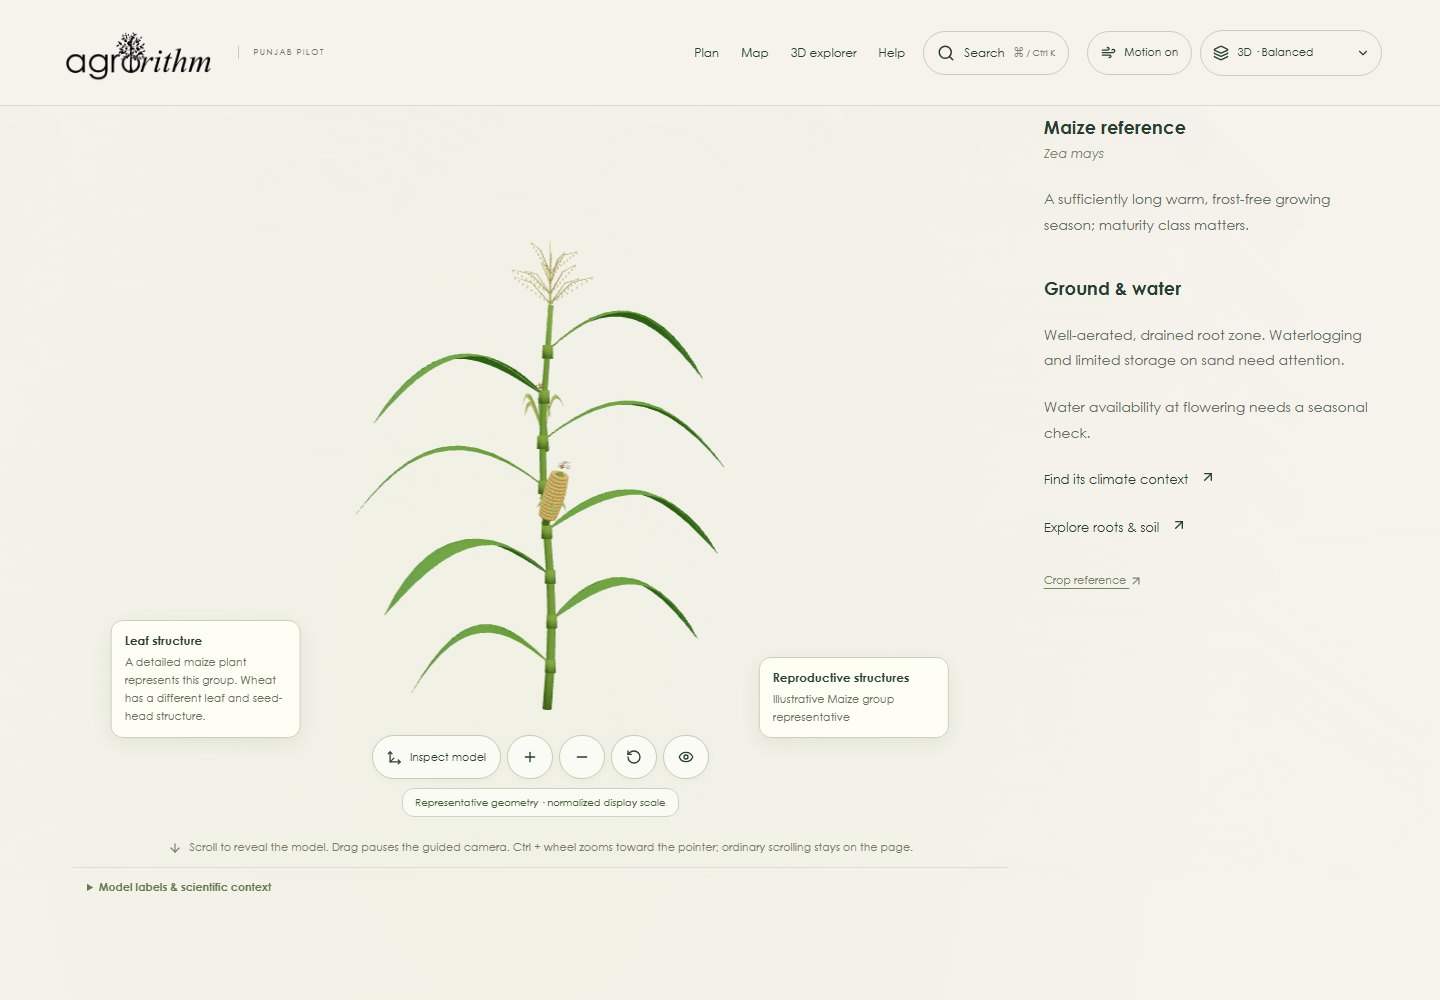 agrorithm
PUNJAB PILOT
Plan
Map
3D explorer
Help
Search ⌘ / Ctrl K
Motion on
3D · Balanced
Maize reference
Zea mays
A sufficiently long warm, frost-free growing
season; maturity class matters.
Ground & water
Well-aerated, drained root zone. Waterlogging
and limited storage on sand need attention.
Water availability at flowering needs a seasonal
check.
Find its climate context
Explore roots & soil
Crop reference
Leaf structure
A detailed maize plant
represents this group. Wheat
has a different leaf and seed-
head structure.
Reproductive structures
Illustrative Maize group
representative
Inspect model
Representative geometry · normalized display scale
Scroll to reveal the model. Drag pauses the guided camera. Ctrl + wheel zooms toward the pointer; ordinary scrolling stays on the page.
Model labels & scientific context